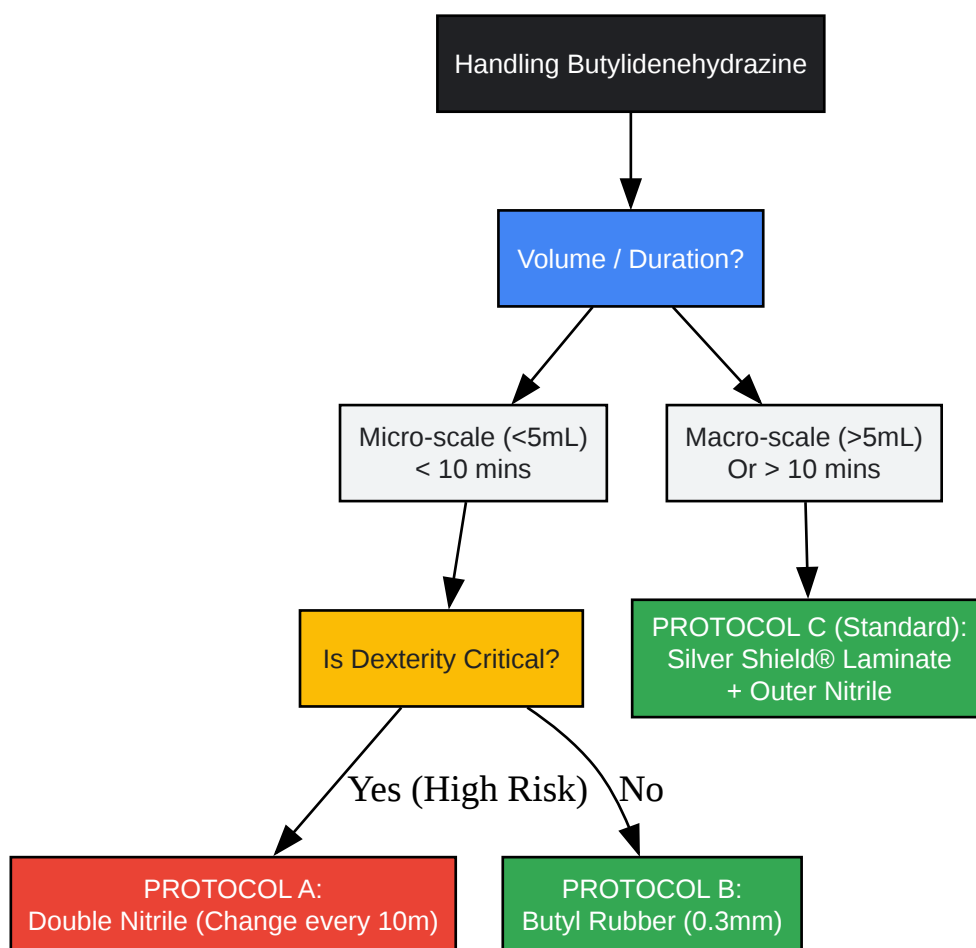 Handling Butylidenehydrazine
Volume / Duration?
Micro-scale (<5mL)
< 10 mins
Macro-scale (>5mL)
Or > 10 mins
Is Dexterity Critical?
PROTOCOL C (Standard):
Silver Shield® Laminate
+ Outer Nitrile
Yes (High Risk)
No
PROTOCOL A:
Double Nitrile (Change every 10m)
PROTOCOL B:
Butyl Rubber (0.3mm)